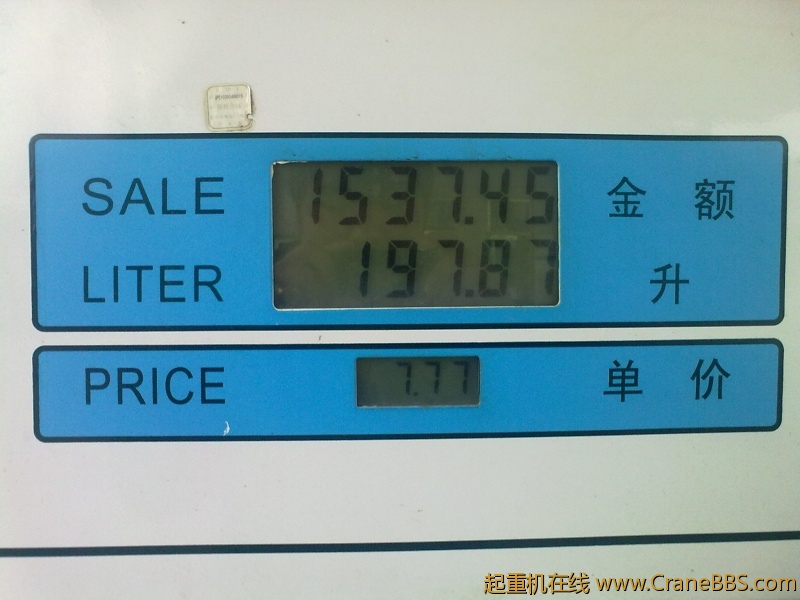 SALE 1537.45 金额
LITER 197.87 升
PRICE 7.77 单价
起重机在线 www.CraneBBS.com